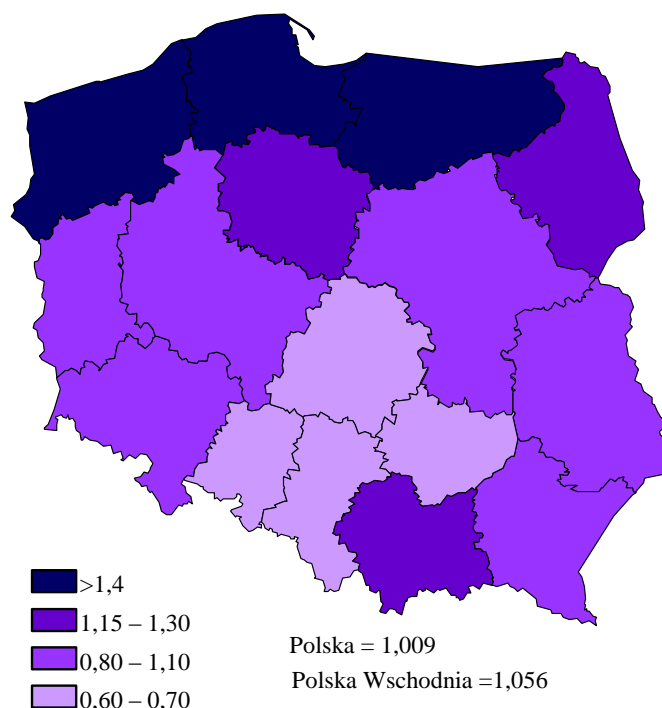 >1,4
1,15 – 1,30
0,80 – 1,10
0,60 – 0,70
Polska = 1,009
Polska Wschodnia =1,056